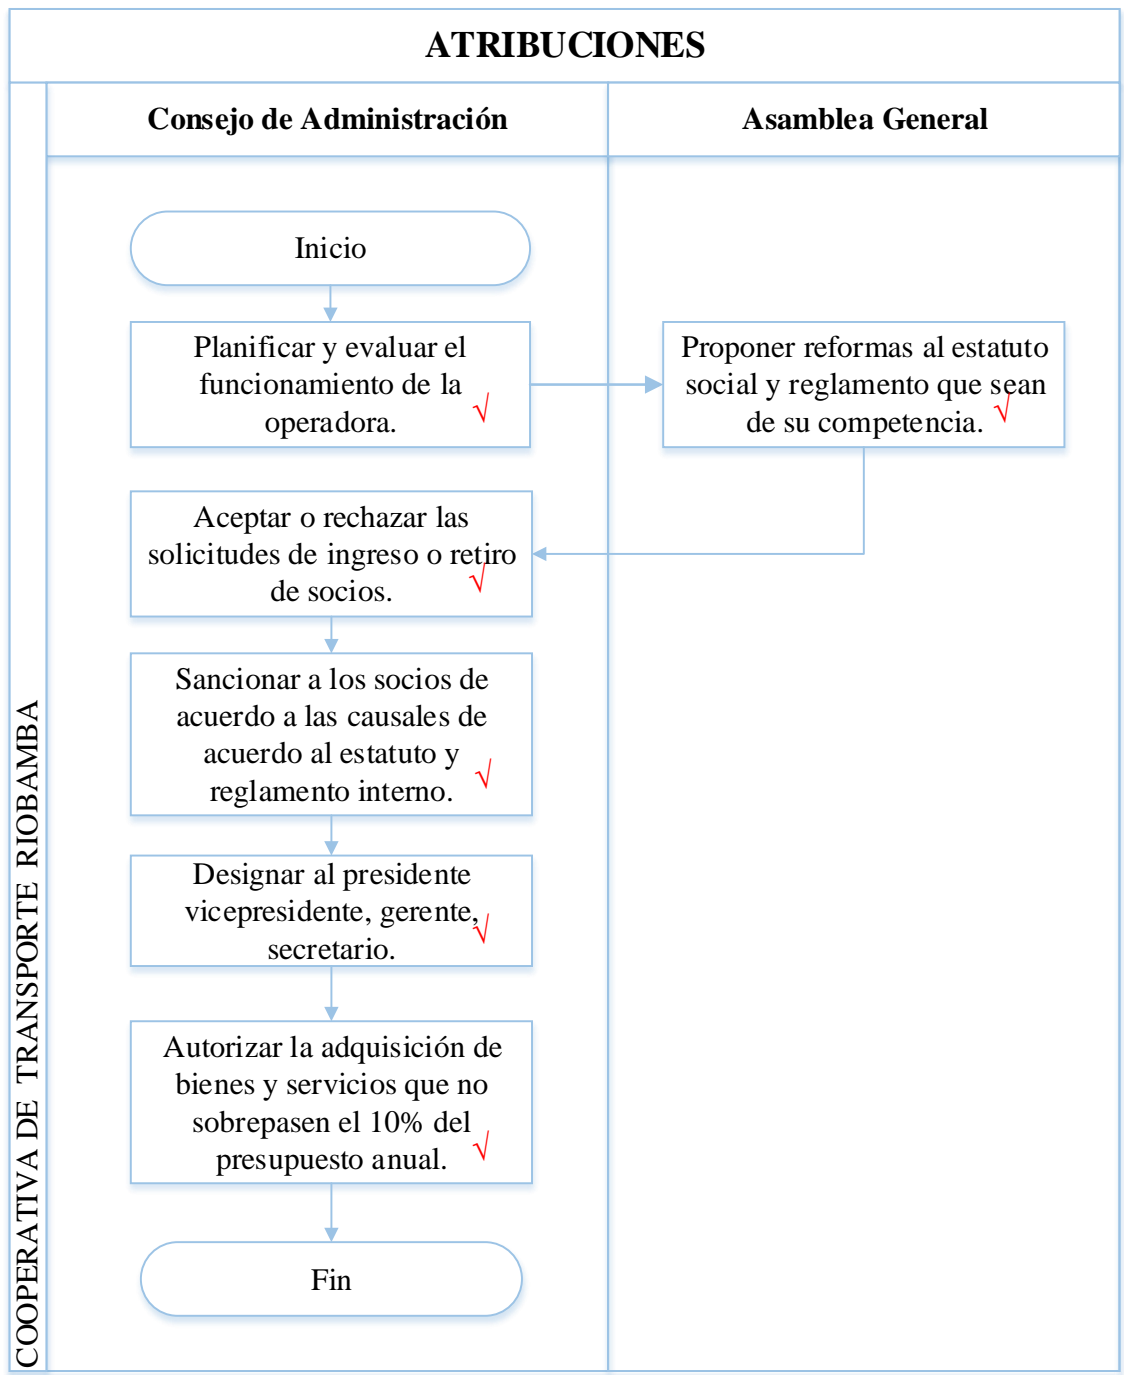 ATRIBUCIONES
COOPERATIVA DE TRANSPORTE RIOBAMBA
Consejo de Administración
Asamblea General
Inicio
Planificar y evaluar el
funcionamiento de la
operadora. √
Proponer reformas al estatuto
social y reglamento que sean
de su competencia. √
Aceptar o rechazar las
solicitudes de ingreso o retiro
de socios. √
Sancionar a los socios de
acuerdo a las causales de
acuerdo al estatuto y
reglamento interno. √
Designar al presidente
vicepresidente, gerente,
secretario. √
Autorizar la adquisición de
bienes y servicios que no
sobrepasen el 10% del
presupuesto anual. √
Fin